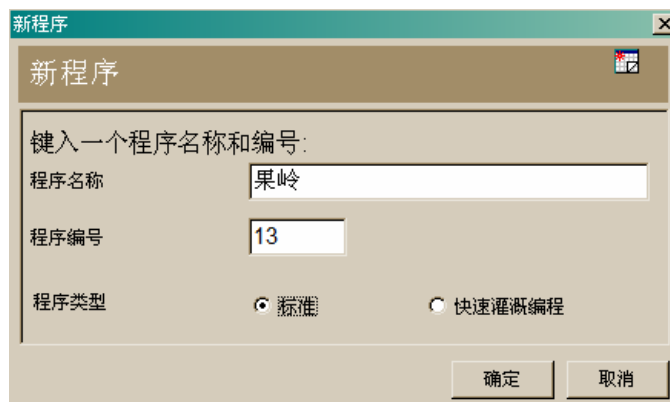 新程序
新程序
键入一个程序名称和编号:
程序名称 果岭
程序编号 13
程序类型 标准 快速灌溉编程
确定 取消